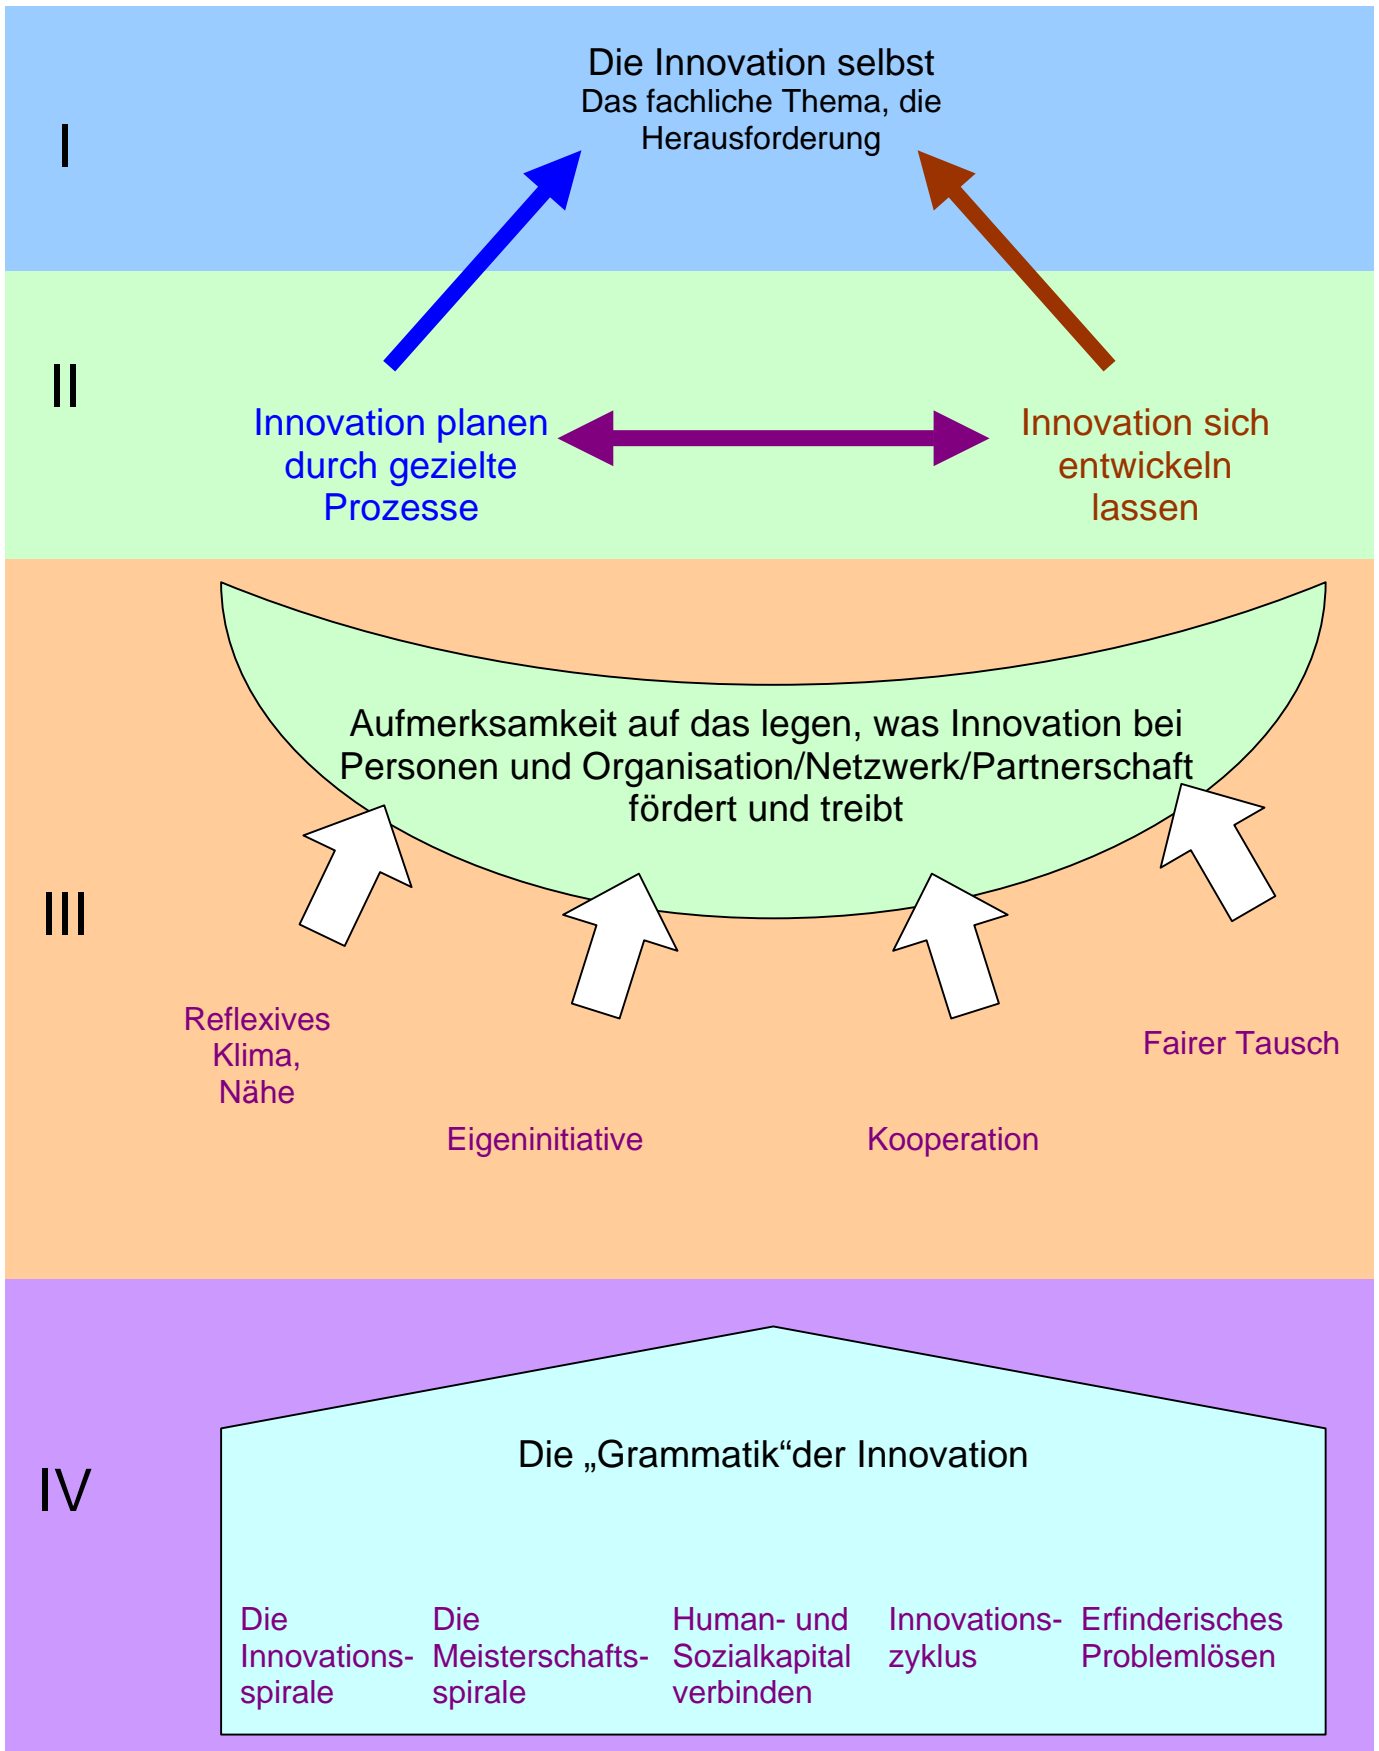 I
Die Innovation selbst
Das fachliche Thema, die
Herausforderung
II
Innovation planen
durch gezielte
Prozesse
Innovation sich
entwickeln
lassen
III
Aufmerksamkeit auf das legen, was Innovation bei
Personen und Organisation/Netzwerk/Partnerschaft
fördert und treibt
Reflexives
Klima,
Nähe
Eigeninitiative
Kooperation
Fairer Tausch
IV
Die „Grammatik“der Innovation
Die
Innovations-
spirale
Die
Meisterschafts-
spirale
Human- und
Sozialkapital
verbinden
Innovations-
zyklus
Erfinderisches
Problemlösen